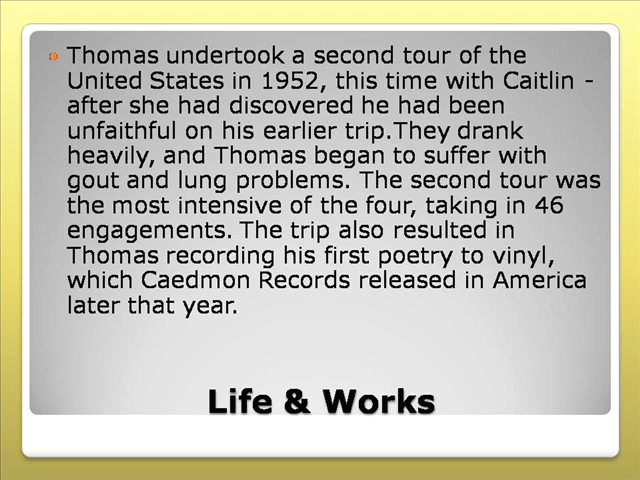 Thomas undertook a second tour of the
United States in 1952, this time with Caitlin -
after she had discovered he had been
unfaithful on his earlier trip.They drank
heavily, and Thomas began to suffer with
gout and lung problems. The second tour was
the most intensive of the four, taking in 46
engagements. The trip also resulted in
Thomas recording his first poetry to vinyl,
which Caedmon Records released in America
later that year.
Life & Works